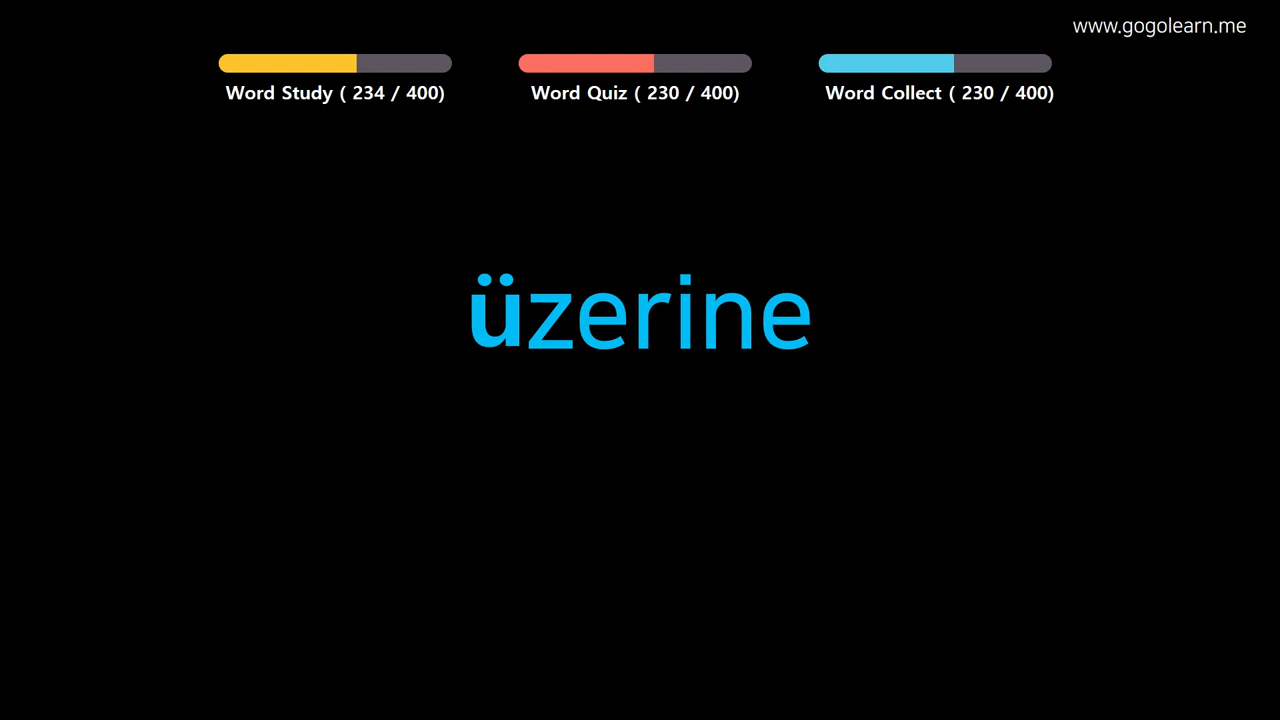 www.gogolearn.me
Word Study ( 234 / 400)
Word Quiz ( 230 / 400)
Word Collect ( 230 / 400)
üzerine